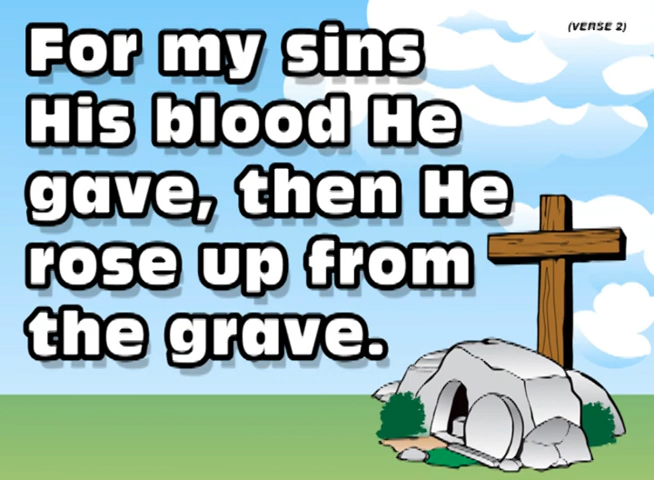 (VERSE 2)
For my sins
His blood He
gave, then He
rose up from
the grave.